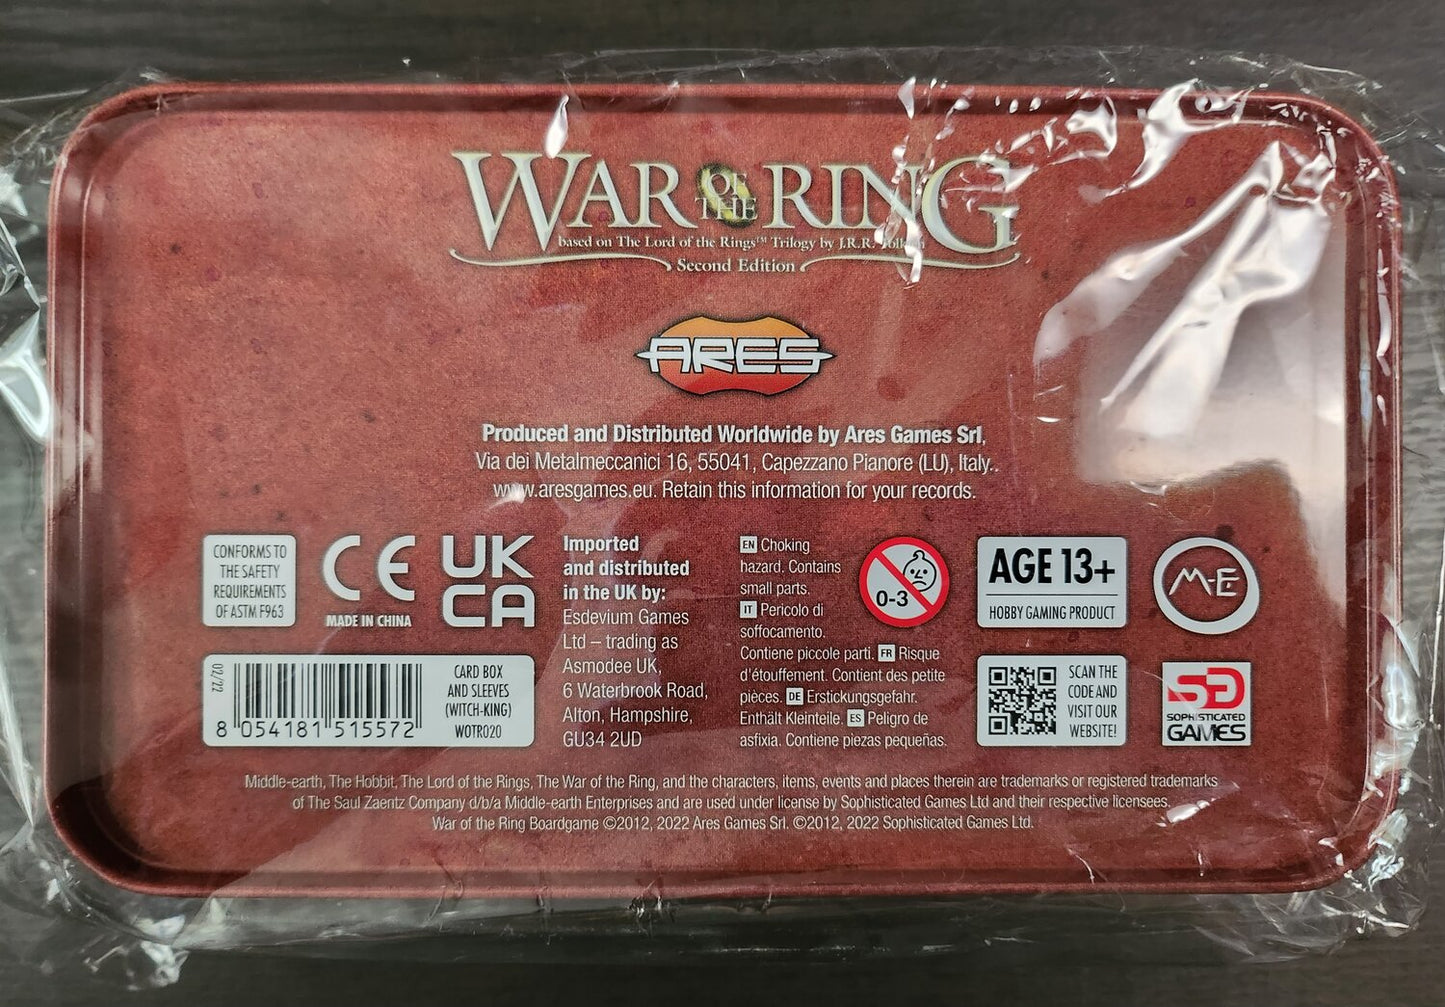 WAR OF THE RING
based on The Lord of the Rings™ Trilogy by J.R.R. Tolkien
Second Edition
ARES
Produced and Distributed Worldwide by Ares Games Srl,
Via dei Metalmeccanici 16, 55041, Capezzano Pianore (LU), Italy..
www.aresgames.eu. Retain this information for your records.
CONFORMS TO
THE SAFETY
REQUIREMENTS
OF ASTM F963
CE
MADE IN CHINA
UK
CA
02/22
8 054181 515572
CARD BOX
AND SLEEVES
(WITCH-KING)
WOTR020
Imported
and distributed
in the UK by:
Esdevium Games
Ltd – trading as
Asmodee UK,
6 Waterbrook Road,
Alton, Hampshire,
GU34 2UD
EN Choking
hazard. Contains
small parts.
IT Pericolo di
soffocamento.
Contiene piccole parti. FR Risque
d'étouffement. Contient des petite
pièces. DE Erstickungsgefahr.
Enthält Kleinteile. ES Peligro de
asfixia. Contiene piezas pequeñas.
0-3
AGE 13+
HOBBY GAMING PRODUCT
M-E
SCAN THE
CODE AND
VISIT OUR
WEBSITE!
SG
SOPHISTICATED
GAMES
Middle-earth, The Hobbit, The Lord of the Rings, The War of the Ring, and the characters, items, events and places therein are trademarks or registered trademarks
of The Saul Zaentz Company d/b/a Middle-earth Enterprises and are used under license by Sophisticated Games Ltd and their respective licensees.
War of the Ring Boardgame ©2012, 2022 Ares Games Srl. ©2012, 2022 Sophisticated Games Ltd.